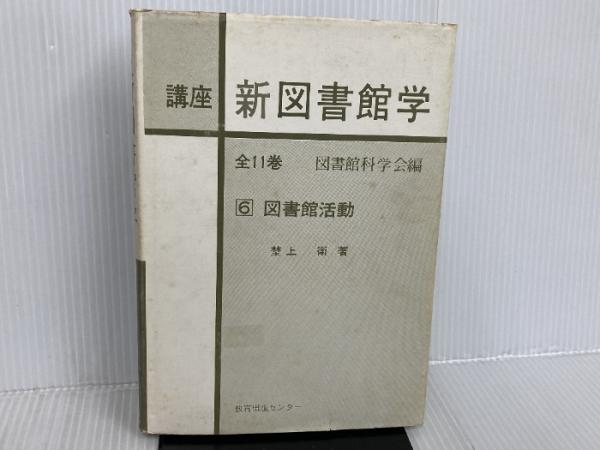 講座 新図書館学
全11巻 図書館科学会編
6 図書館活動
埜上 衛 著
教育出版センター